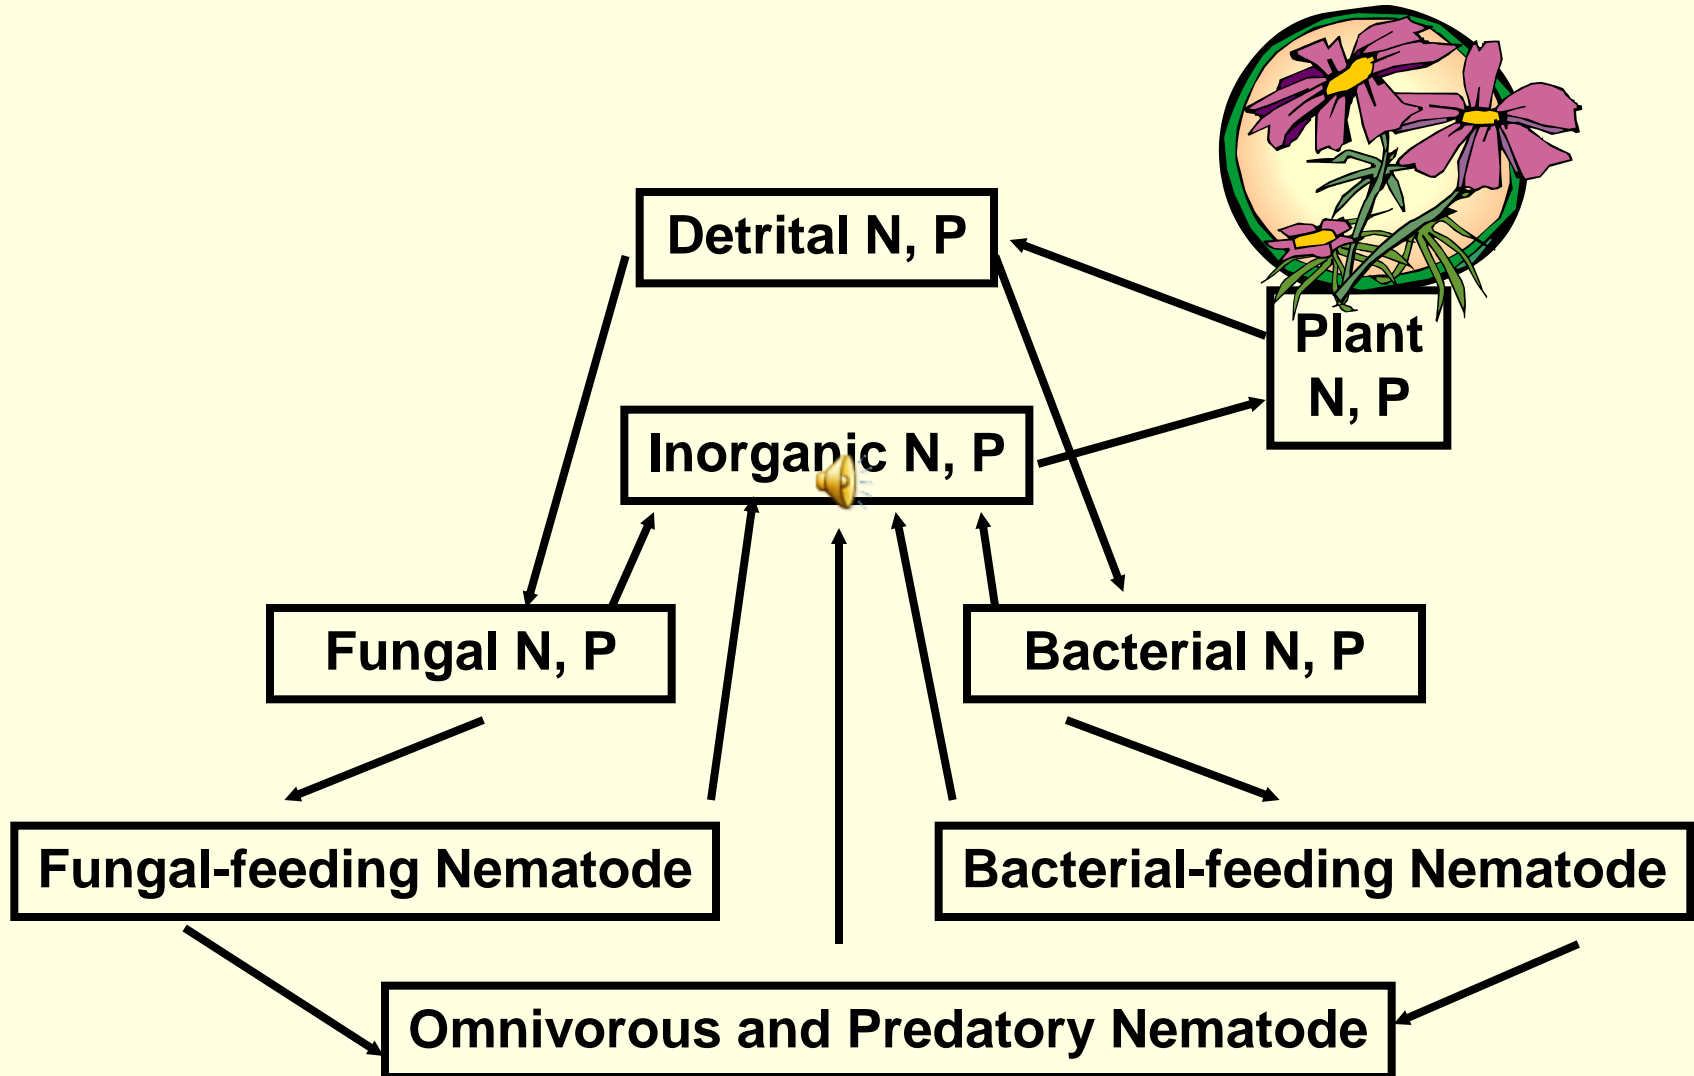 Detrital N, P
Plant
N, P
Inorganic N, P
Fungal N, P
Bacterial N, P
Fungal-feeding Nematode
Bacterial-feeding Nematode
Omnivorous and Predatory Nematode